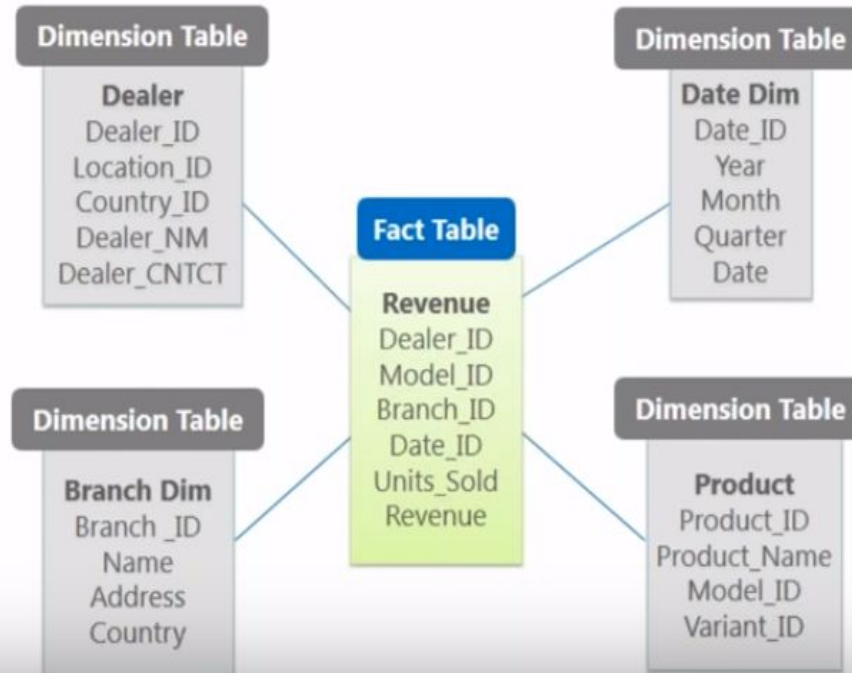 Dimension Table
Dealer
Dealer_ID
Location_ID
Country_ID
Dealer_NM
Dealer_CNTCT
Dimension Table
Date Dim
Date_ID
Year
Month
Quarter
Date
Fact Table
Revenue
Dealer_ID
Model_ID
Branch_ID
Date_ID
Units_Sold
Revenue
Dimension Table
Branch Dim
Branch _ID
Name
Address
Country
Dimension Table
Product
Product_ID
Product_Name
Model_ID
Variant_ID